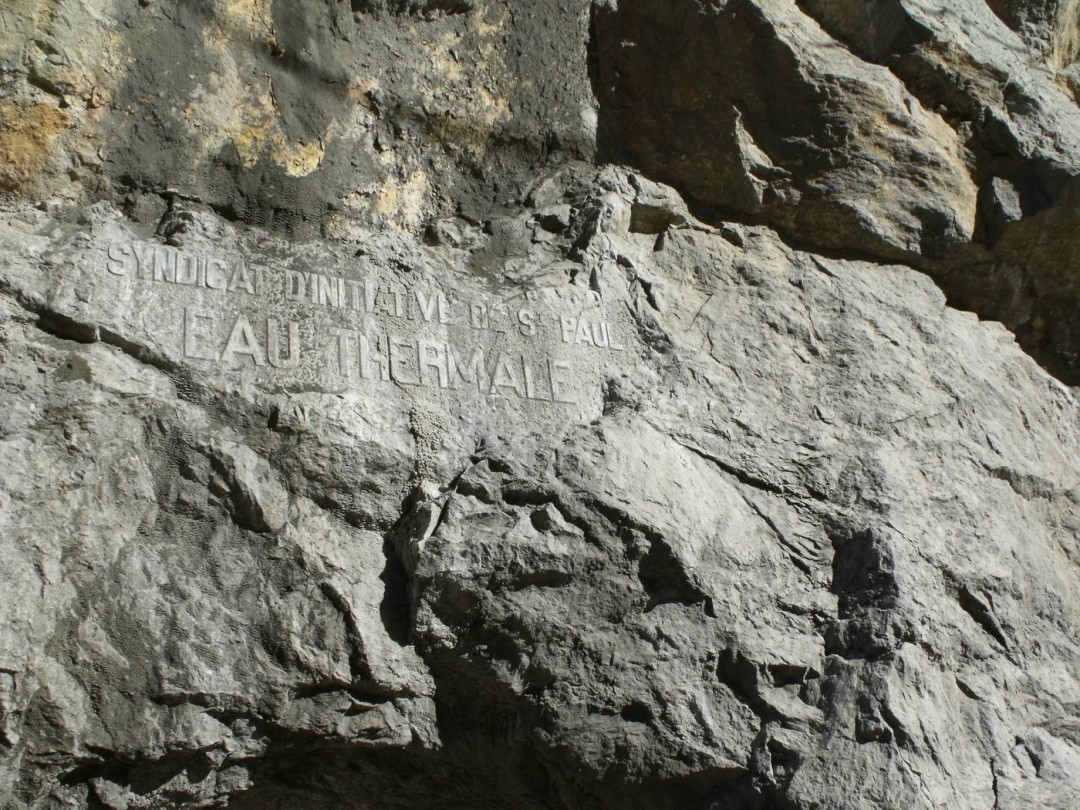 SYNDICAT D'INITIATIVE DE St PAUL
EAU THERMALE